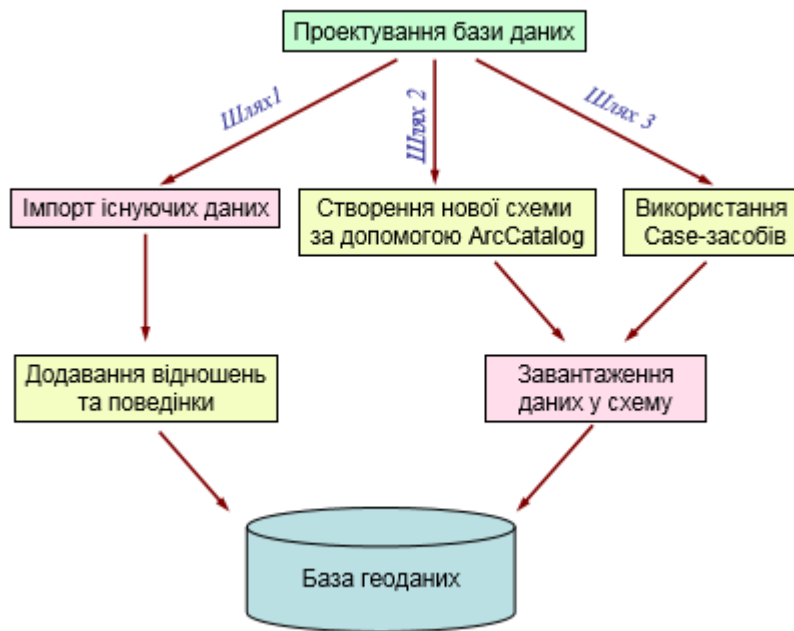 Проектування бази даних
Шлях1
Шлях 2
Шлях 3
Імпорт існуючих даних
Створення нової схеми
за допомогою ArcCatalog
Використання
Case-засобів
Додавання відношень
та поведінки
Завантаження
даних у схему
База геоданих